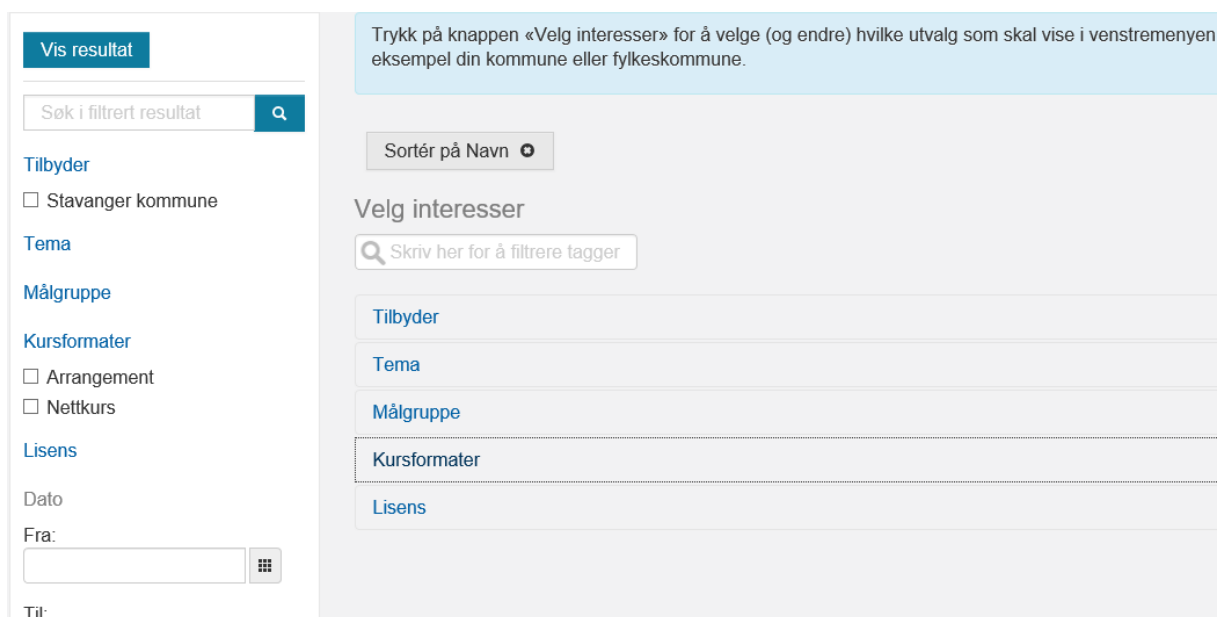 Vis resultat
Søk i filtrert resultat
Tilbyder
Stavanger kommune
Tema
Målgruppe
Kursformater
Arrangement
Nettkurs
Lisens
Dato
Fra:
Til:
Trykk på knappen «Velg interesser» for å velge (og endre) hvilke utvalg som skal vise i venstremenyen
eksempel din kommune eller fylkeskommune.
Sortér på Navn
Velg interesser
Skriv her for å filtrere tagger
Tilbyder
Tema
Målgruppe
Kursformater
Lisens